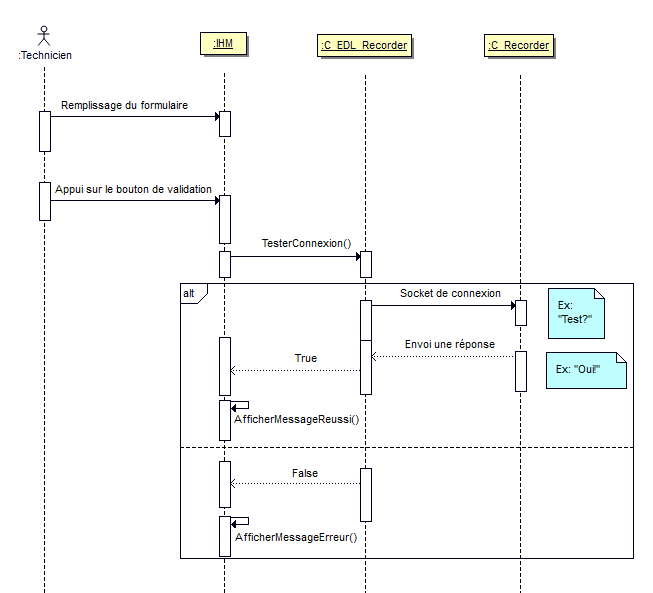 :Technicien
:IHM
:C_EDL_Recorder
:C_Recorder
Remplissage du formulaire
Appui sur le bouton de validation
TesterConnexion()
alt
Socket de connexion
Ex:
"Test?"
Envoi une réponse
True
Ex: "Oui!"
AfficherMessageReussi()
False
AfficherMessageErreur()